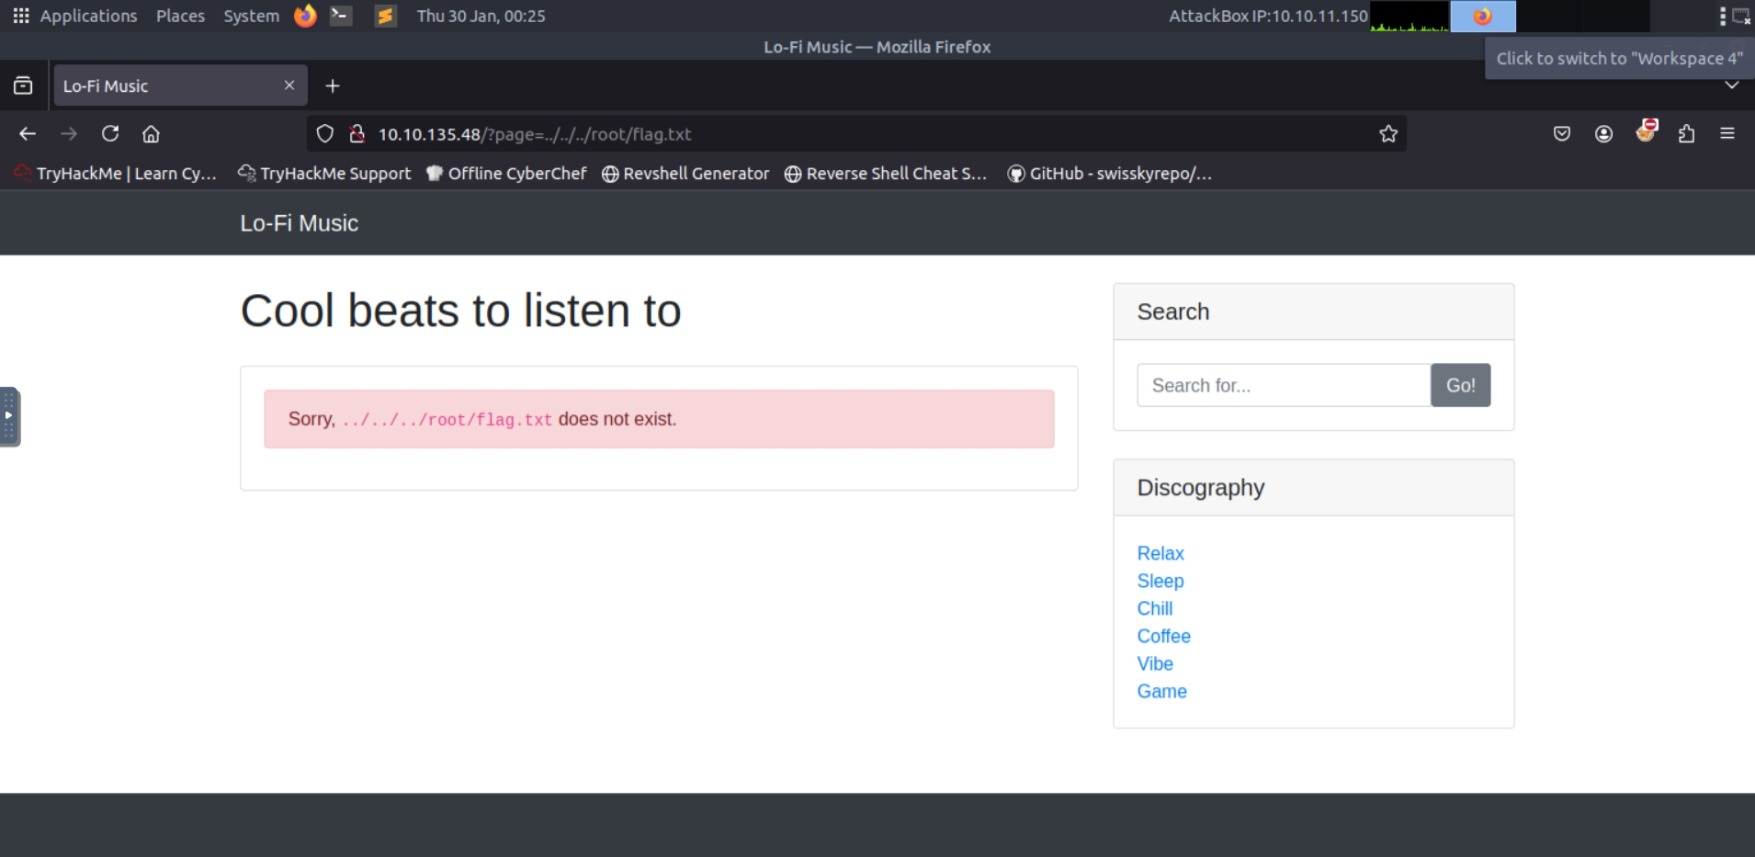 Applications Places System Thu 30 Jan, 00:25 AttackBox IP:10.10.11.150
Lo-Fi Music — Mozilla Firefox
Click to switch to "Workspace 4"
Lo-Fi Music
10.10.135.48/?page=../../../root/flag.txt
TryHackMe | Learn Cy... TryHackMe Support Offline CyberChef Revshell Generator Reverse Shell Cheat S... GitHub - swisskyrepo/...
Lo-Fi Music
Cool beats to listen to
Sorry, ../../../root/flag.txt does not exist.
Search
Search for... Go!
Discography
Relax
Sleep
Chill
Coffee
Vibe
Game